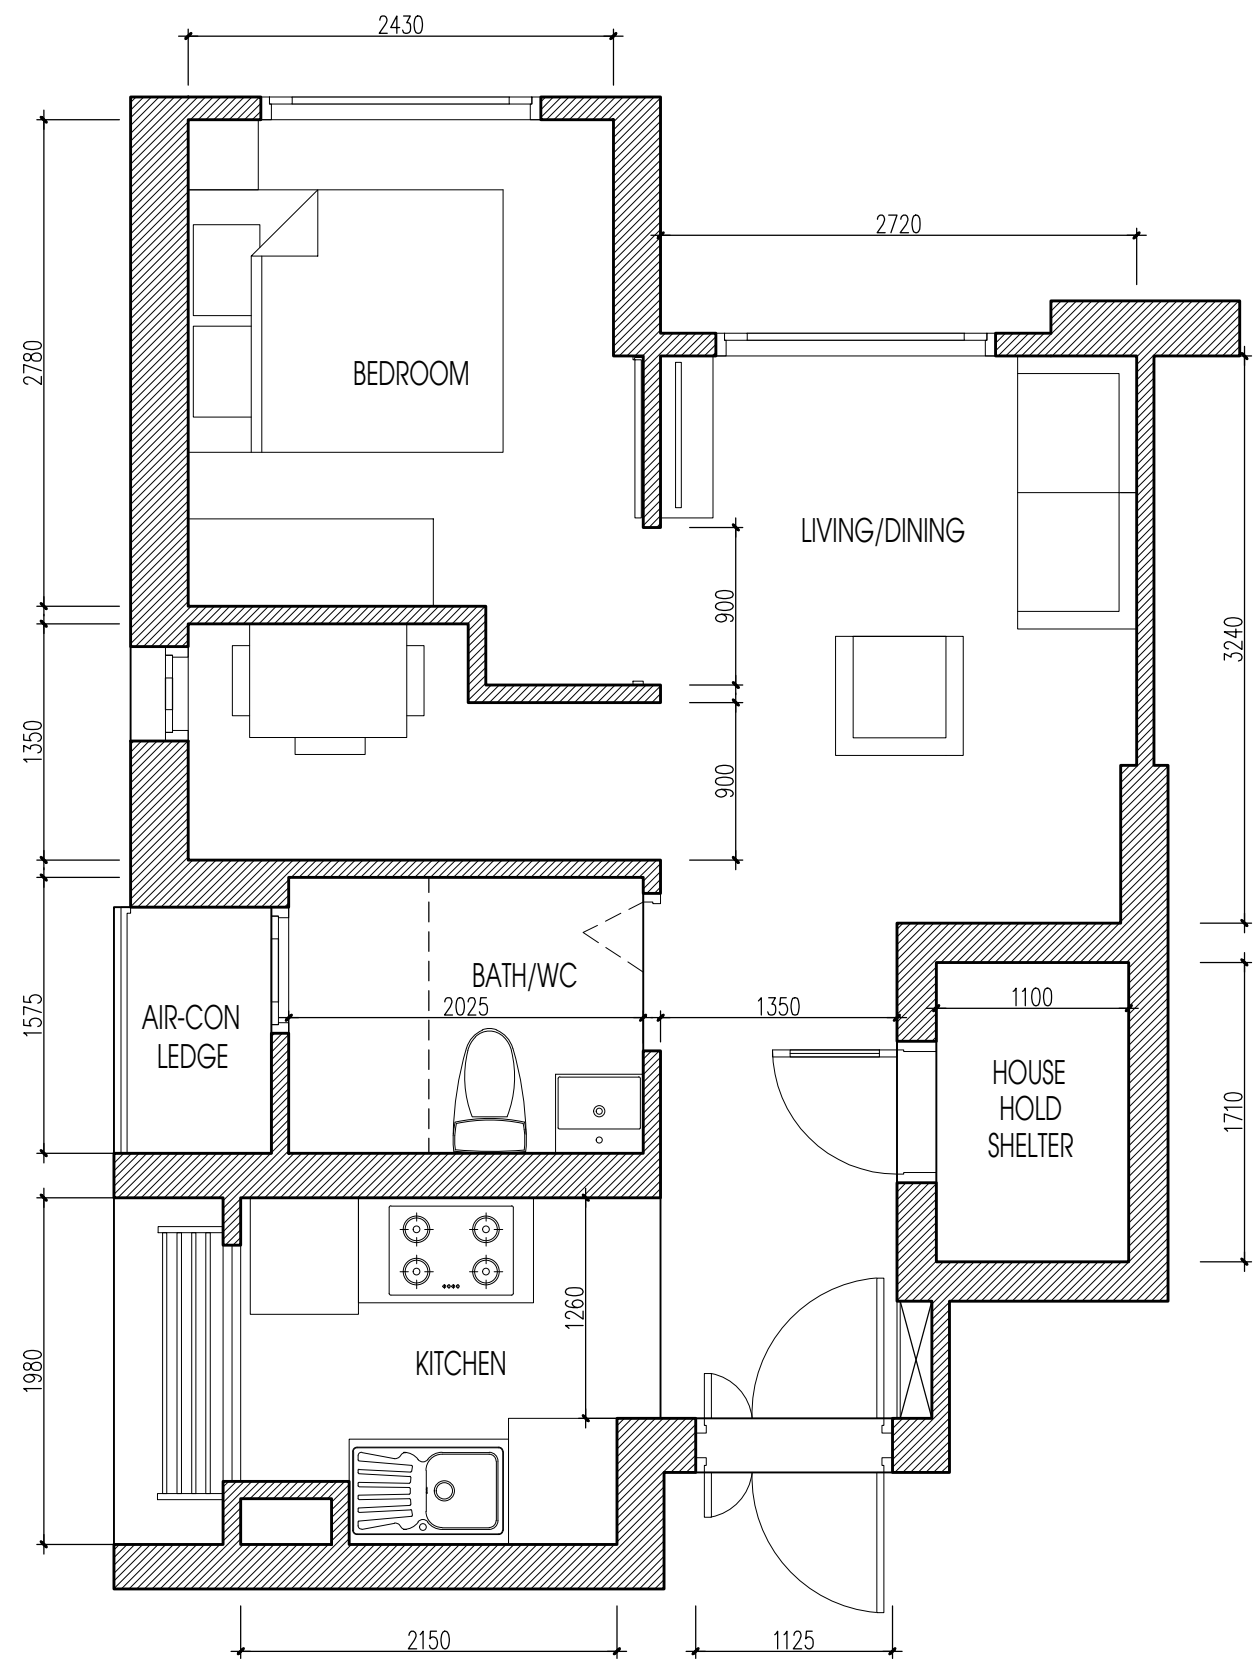 2430
2720
2780
BEDROOM
LIVING/DINING
900
3240
1350
900
BATH/WC
AIR-CON
LEDGE
1575
2025
1350
1100
HOUSE
HOLD
SHELTER
1710
1260
1980
KITCHEN
2150
1125